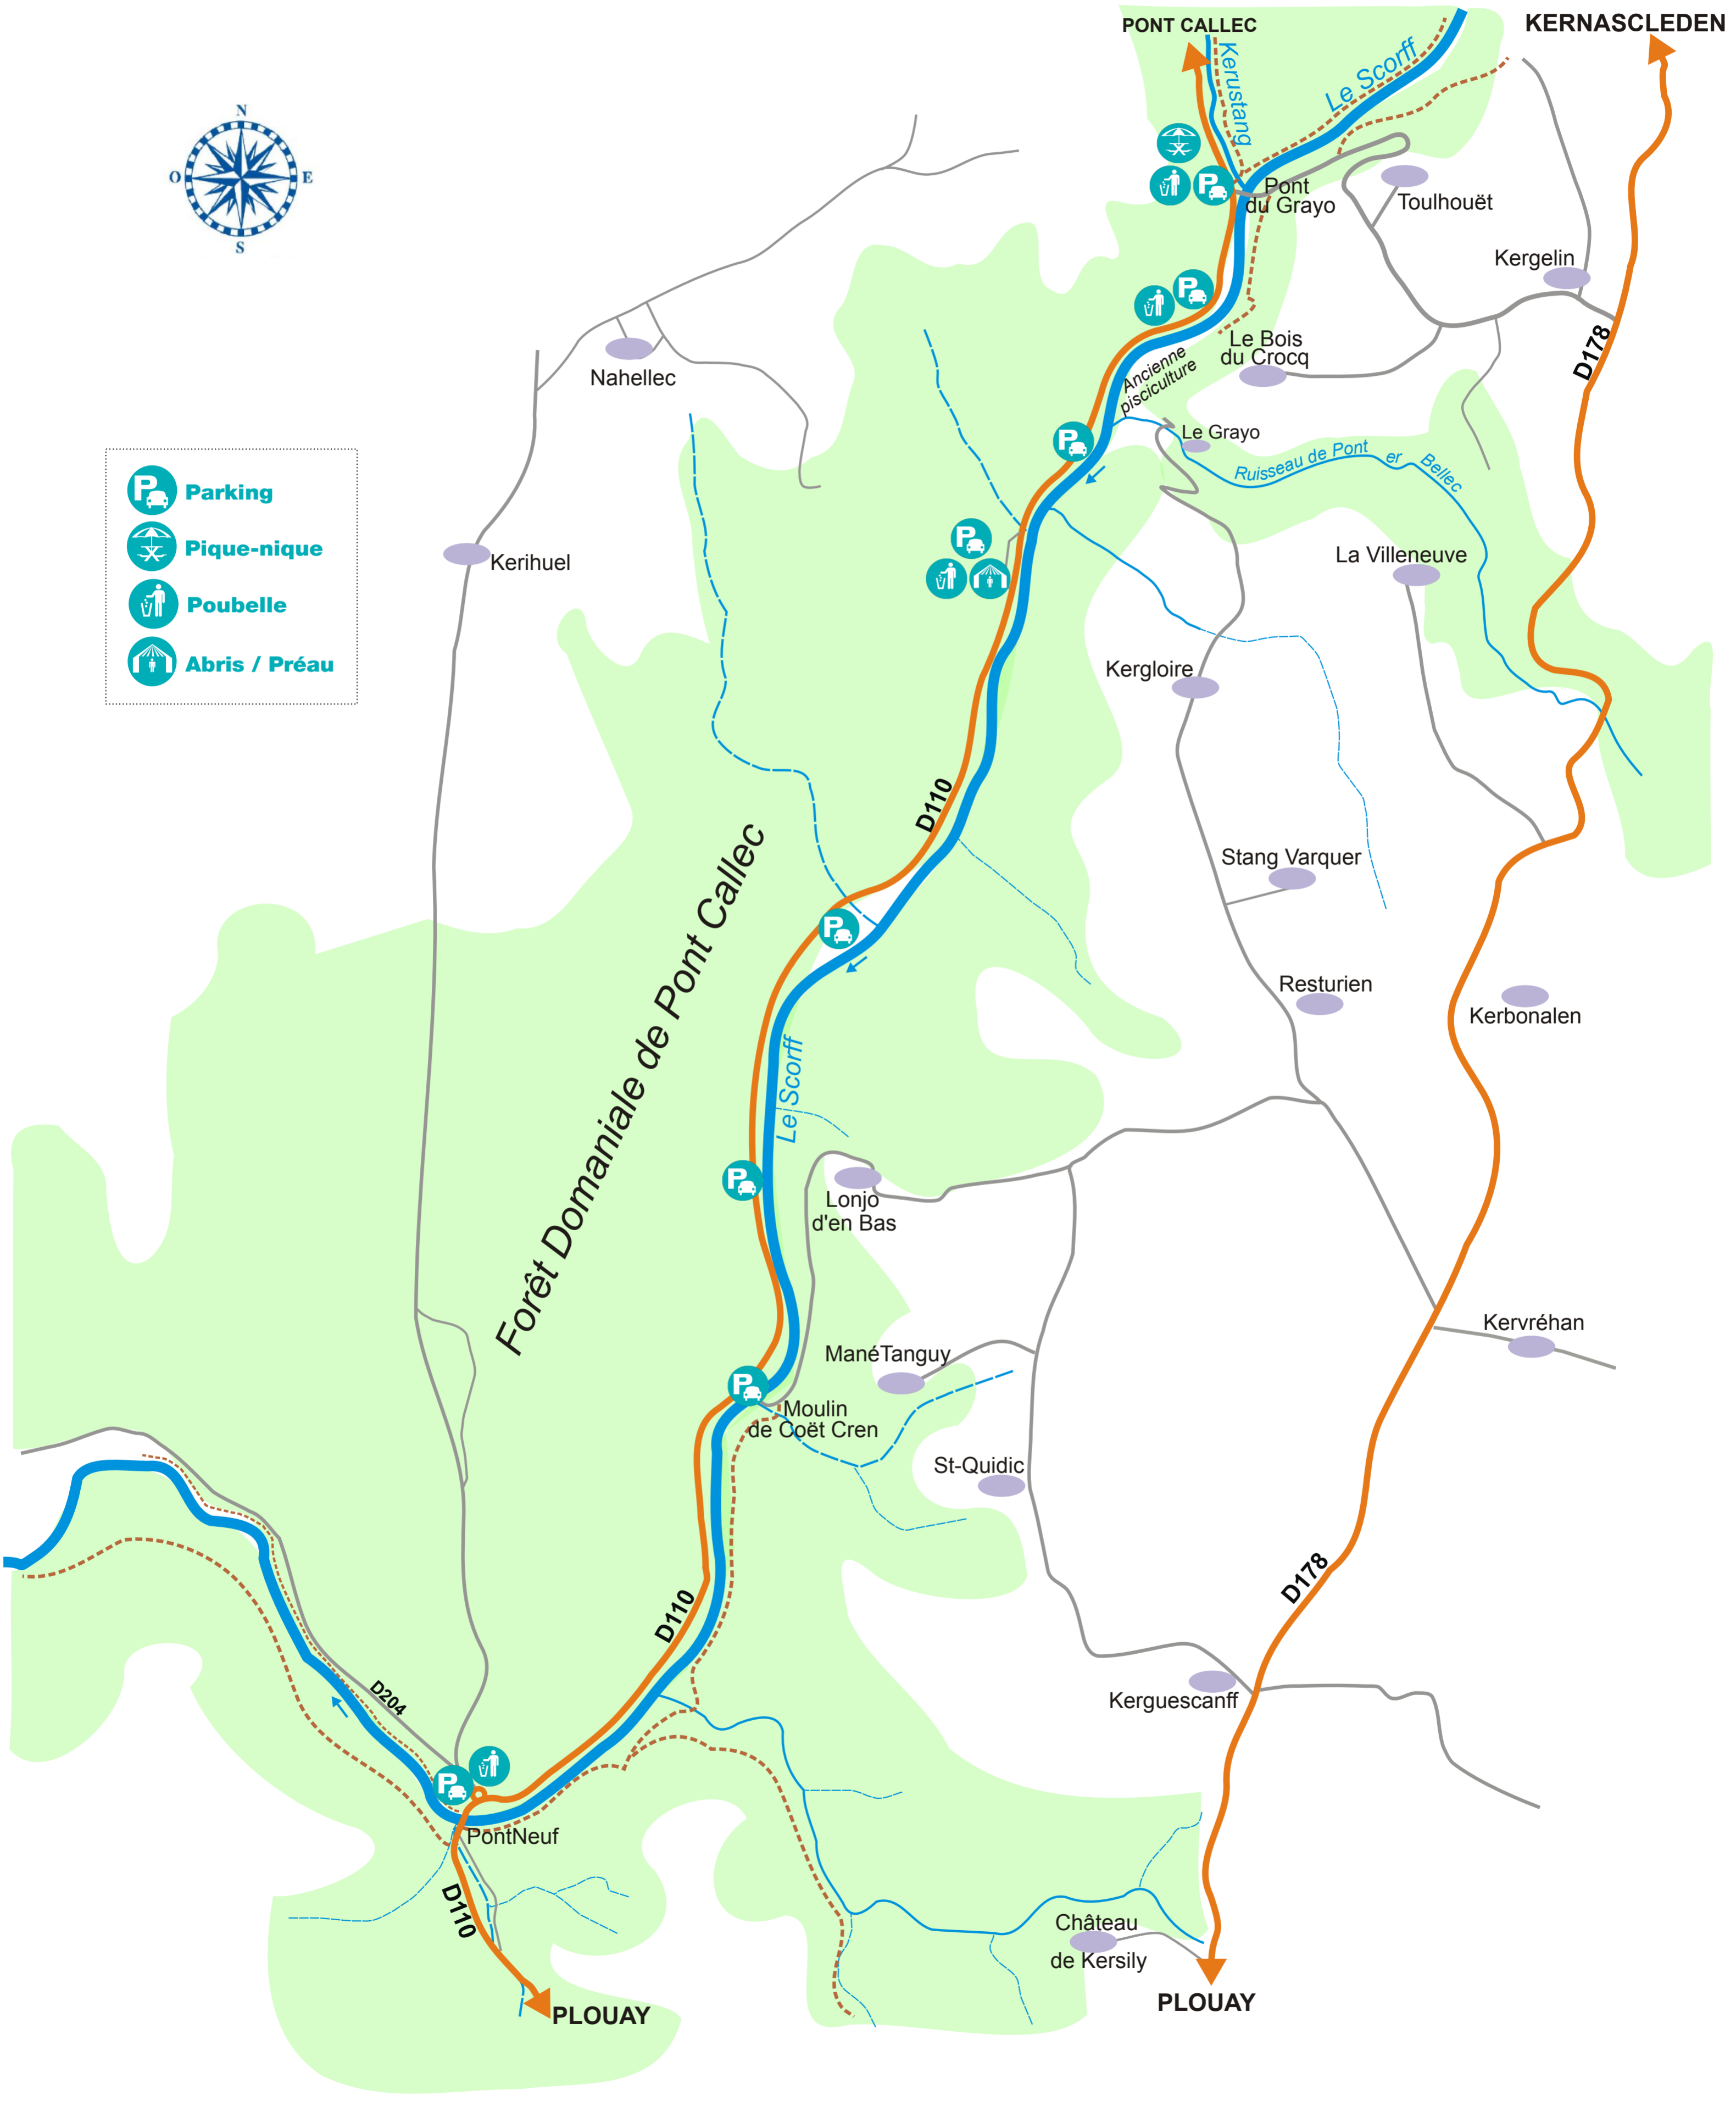 PONT CALLEC
KERNASCLEDEN
Kerustang
Le Scorff
N
O
E
S
Pont
du Grayo
Toulhouët
Kergelin
D178
Le Bois
du Crocq
Nahellec
Ancienne
pisciculture
Le Grayo
Ruisseau de Pont er Bellec
P Parking
Pique-nique
Poubelle
Abris / Préau
P
P
P
P
Kerihuel
La Villeneuve
Kergloire
D110
Forêt Domaniale de Pont Callec
Stang Varquer
P
Resturien
Kerbonalen
Le Scorff
P
Lonjo
d'en Bas
Kervréhan
ManéTanguy
P
Moulin
de Coët Cren
St-Quidic
D178
D110
D204
Kerguescanff
P
PontNeuf
D110
Château
de Kersily
PLOUAY
PLOUAY